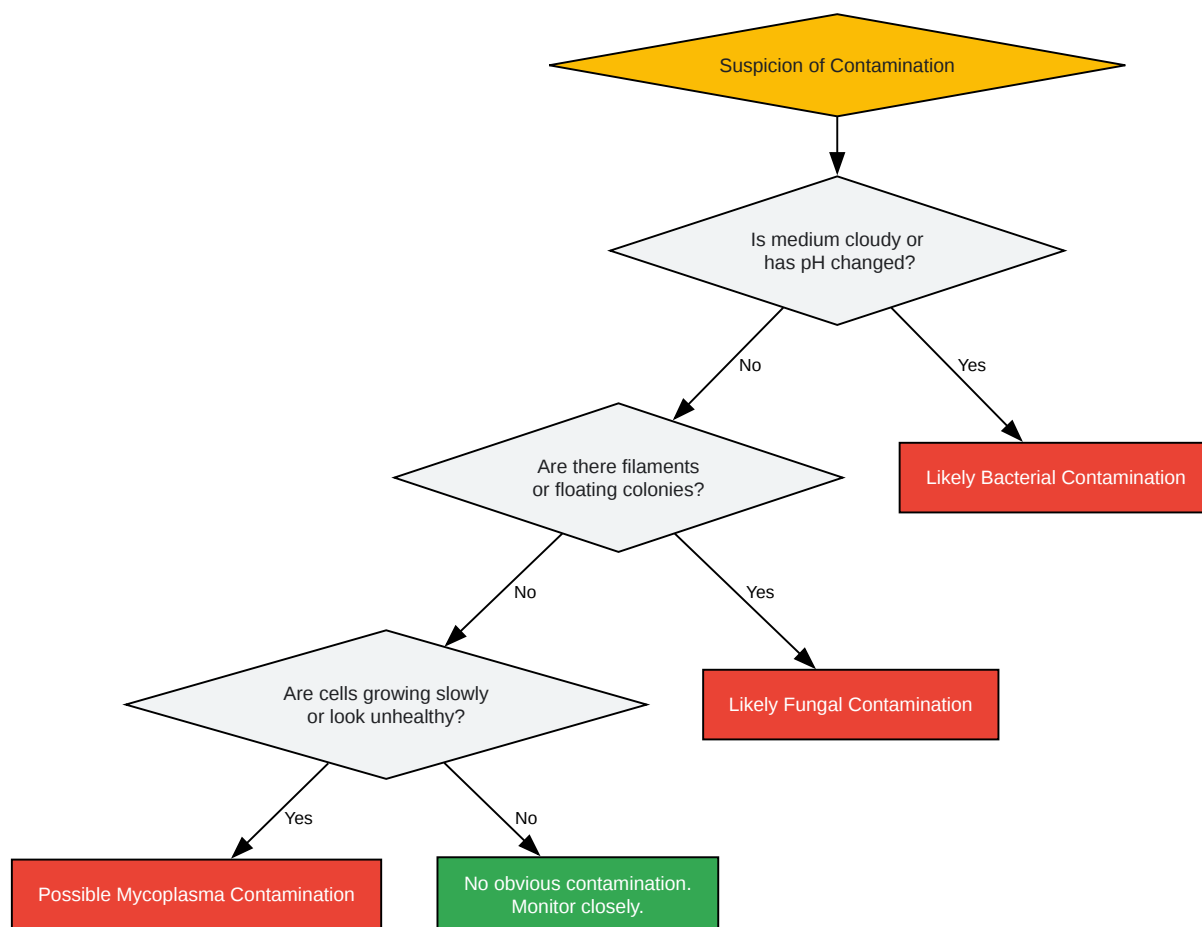 Suspicion of Contamination
Is medium cloudy or
has pH changed?
No
Yes
Are there filaments
or floating colonies?
Likely Bacterial Contamination
No
Yes
Are cells growing slowly
or look unhealthy?
Likely Fungal Contamination
Yes
No
Possible Mycoplasma Contamination
No obvious contamination.
Monitor closely.